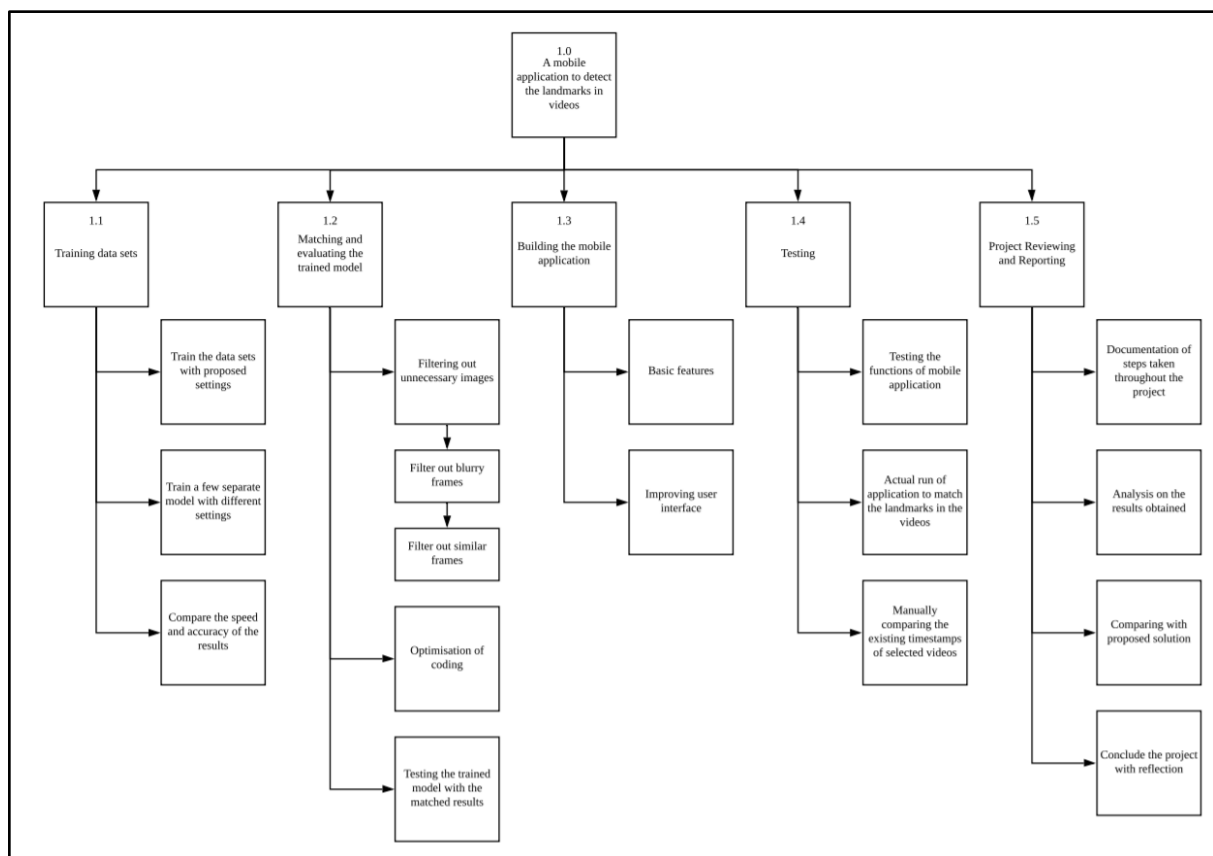 1.0
A mobile
application to detect
the landmarks in
videos
1.1
Training data sets
1.2
Matching and
evaluating the
trained model
1.3
Building the mobile
application
1.4
Testing
1.5
Project Reviewing
and Reporting
Train the data sets
with proposed
settings
Train a few separate
model with different
settings
Compare the speed
and accuracy of the
results
Filtering out
unnecessary images
Filter out blurry
frames
Filter out similar
frames
Optimisation of
coding
Testing the trained
model with the
matched results
Basic features
Improving user
interface
Testing the
functions of mobile
application
Actual run of
application to match
the landmarks in the
videos
Manually
comparing the
existing timestamps
of selected videos
Documentation of
steps taken
throughout the
project
Analysis on the
results obtained
Comparing with
proposed solution
Conclude the project
with reflection